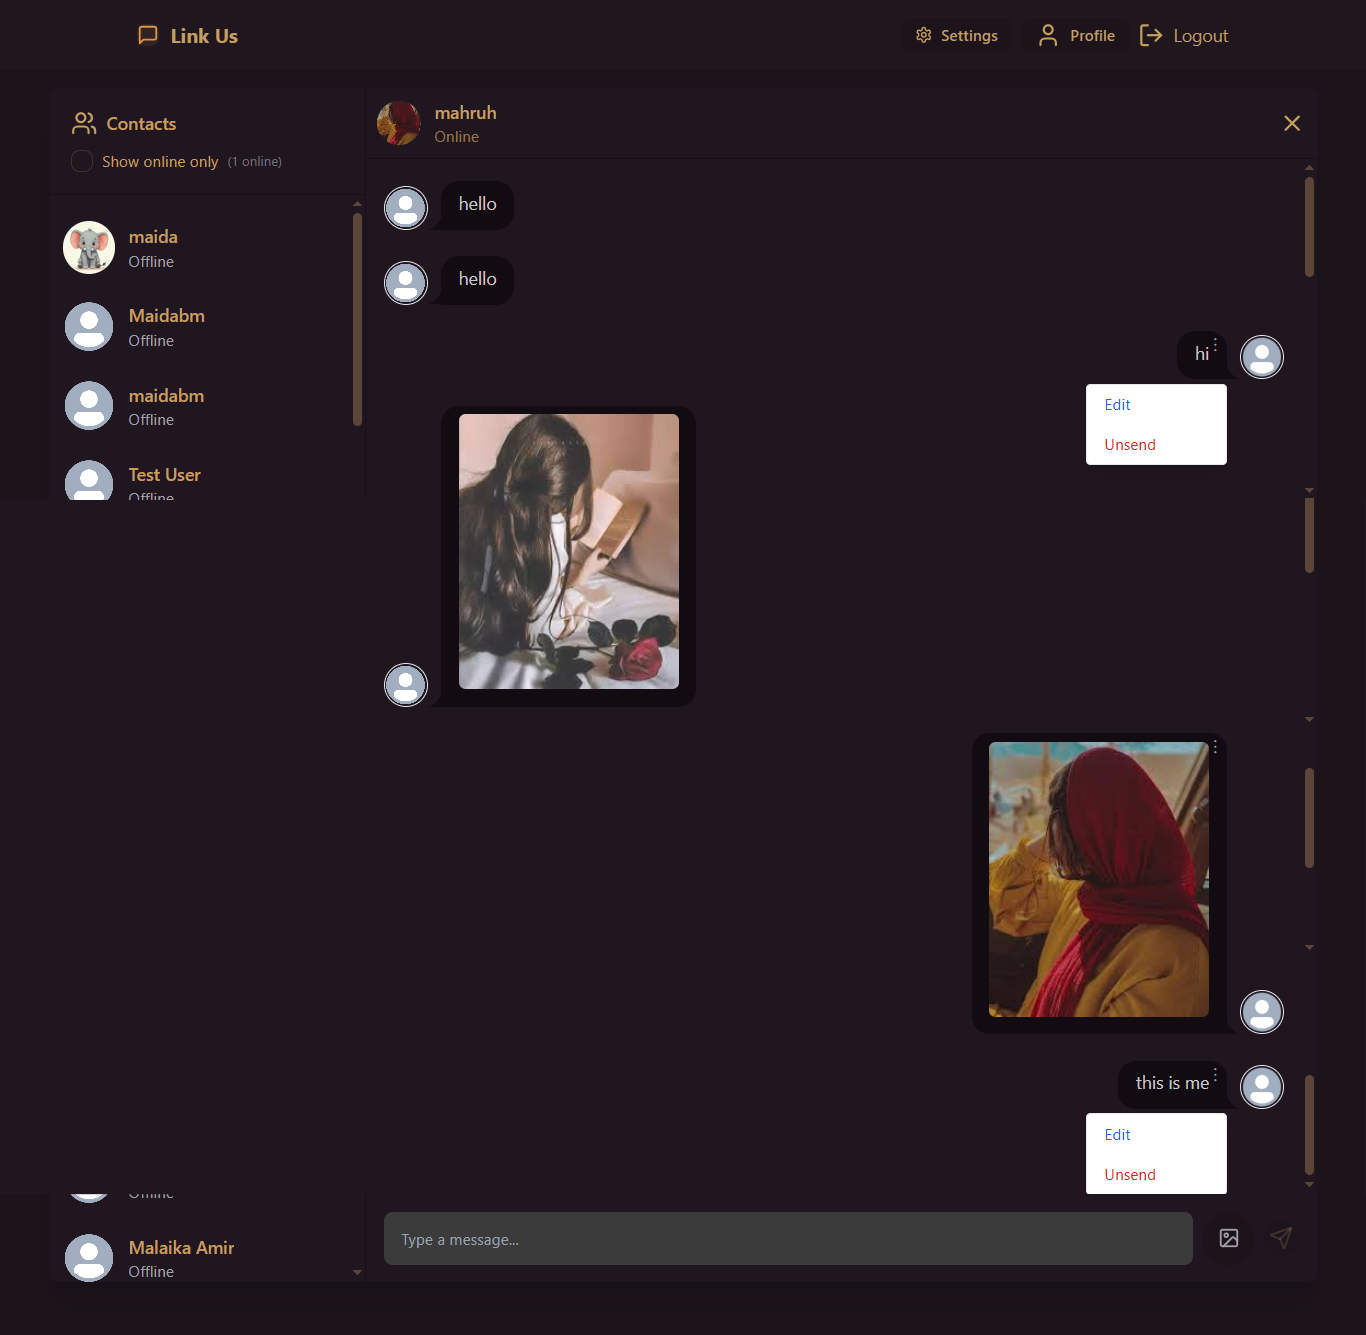 Link Us
Settings
Profile
Logout
Contacts
Show online only (1 online)
maida
Offline
Maidabm
Offline
maidabm
Offline
Test User
Offline
Offline
Malaika Amir
Offline
mahruh
Online
hello
hello
hi
Edit
Unsend
this is me
Edit
Unsend
Type a message...